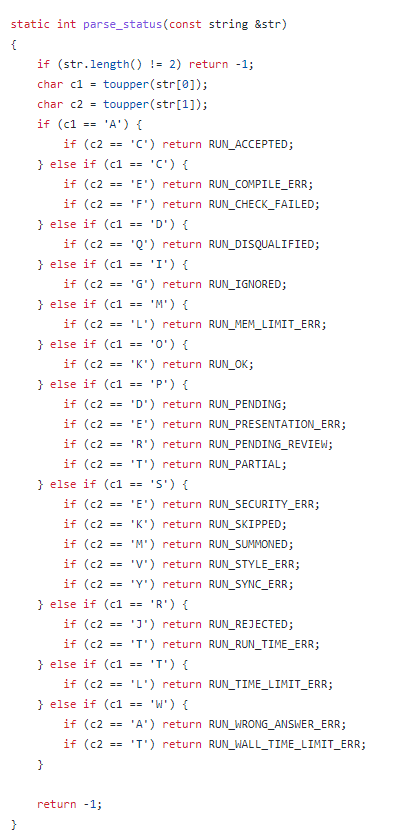 static int parse_status(const string &str)
{
    if (str.length() != 2) return -1;
    char c1 = toupper(str[0]);
    char c2 = toupper(str[1]);
    if (c1 == 'A') {
        if (c2 == 'C') return RUN_ACCEPTED;
    } else if (c1 == 'C') {
        if (c2 == 'E') return RUN_COMPILE_ERR;
        if (c2 == 'F') return RUN_CHECK_FAILED;
    } else if (c1 == 'D') {
        if (c2 == 'Q') return RUN_DISQUALIFIED;
    } else if (c1 == 'I') {
        if (c2 == 'G') return RUN_IGNORED;
    } else if (c1 == 'M') {
        if (c2 == 'L') return RUN_MEM_LIMIT_ERR;
    } else if (c1 == 'O') {
        if (c2 == 'K') return RUN_OK;
    } else if (c1 == 'P') {
        if (c2 == 'D') return RUN_PENDING;
        if (c2 == 'E') return RUN_PRESENTATION_ERR;
        if (c2 == 'R') return RUN_PENDING_REVIEW;
        if (c2 == 'T') return RUN_PARTIAL;
    } else if (c1 == 'S') {
        if (c2 == 'E') return RUN_SECURITY_ERR;
        if (c2 == 'K') return RUN_SKIPPED;
        if (c2 == 'M') return RUN_SUMMONED;
        if (c2 == 'V') return RUN_STYLE_ERR;
        if (c2 == 'Y') return RUN_SYNC_ERR;
    } else if (c1 == 'R') {
        if (c2 == 'J') return RUN_REJECTED;
        if (c2 == 'T') return RUN_RUN_TIME_ERR;
    } else if (c1 == 'T') {
        if (c2 == 'L') return RUN_TIME_LIMIT_ERR;
    } else if (c1 == 'W') {
        if (c2 == 'A') return RUN_WRONG_ANSWER_ERR;
        if (c2 == 'T') return RUN_WALL_TIME_LIMIT_ERR;
    }

    return -1;
}